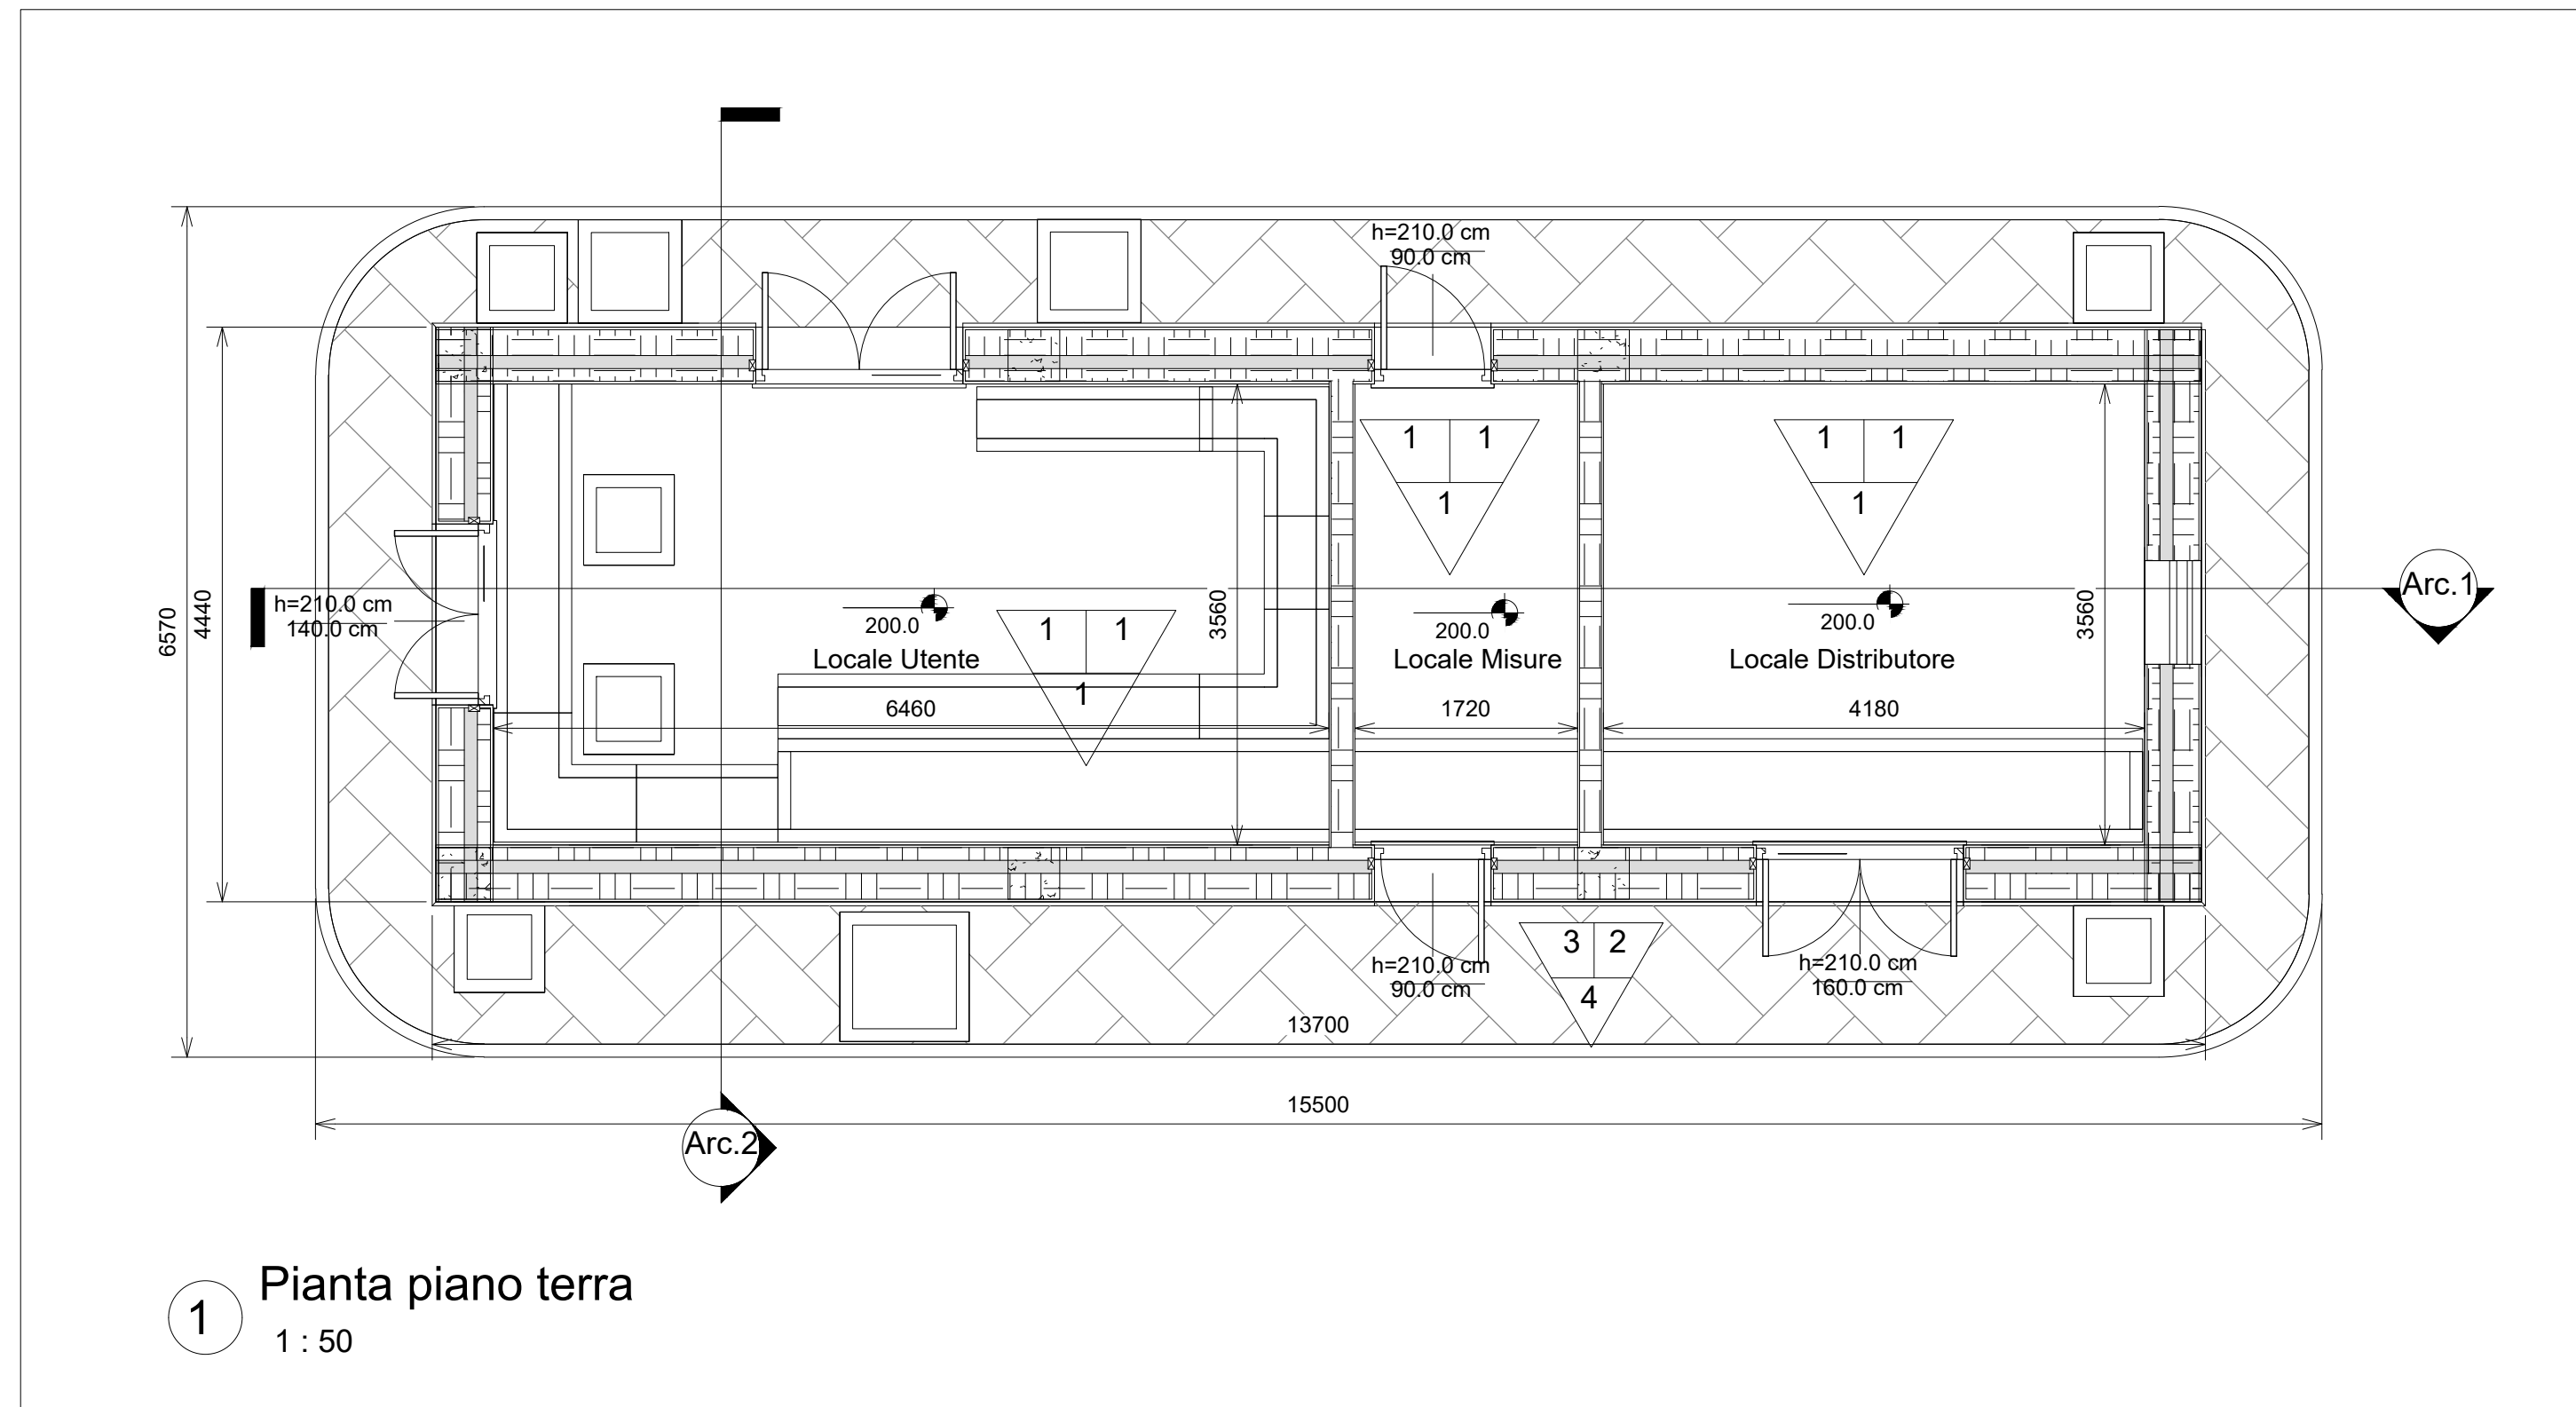 h=210.0 cm
90.0 cm
1 1
1
1 1
1
Arc.1
6570
4440
h=210.0 cm
140.0 cm
200.0
Locale Utente
1 1
1
3560
200.0
Locale Misure
200.0
Locale Distributore
3560
6460
1720
4180
3 2
4
h=210.0 cm
90.0 cm
h=210.0 cm
160.0 cm
13700
15500
Arc.2
1
Pianta piano terra
1 : 50